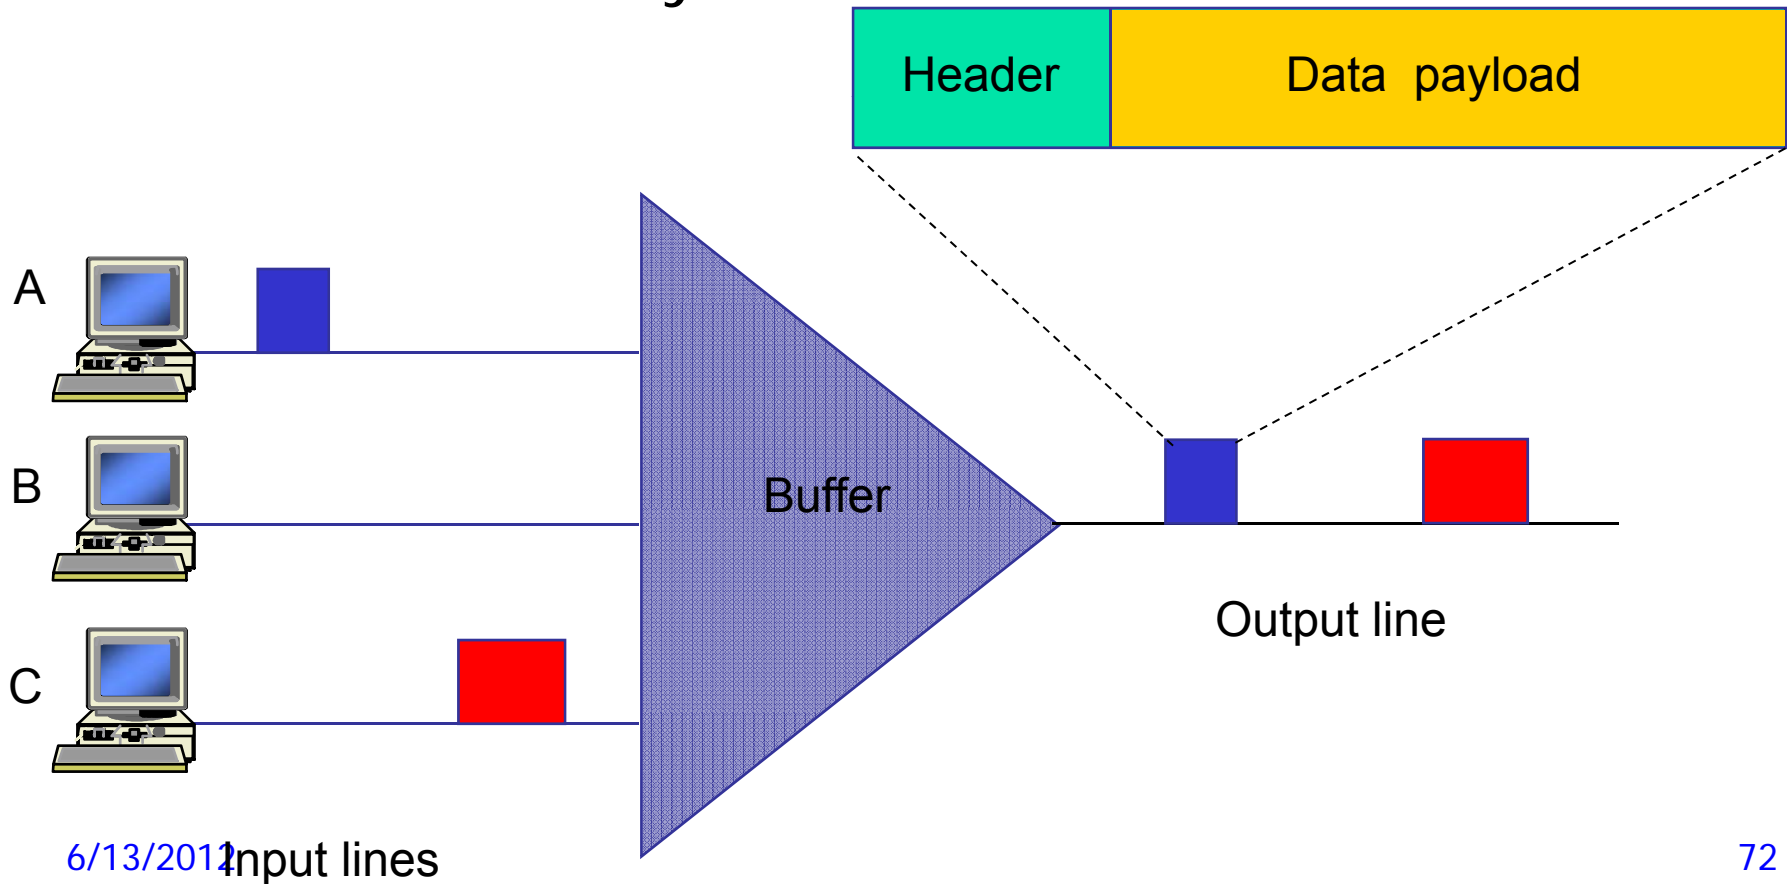 Header
Data payload
A
B
Buffer
Output line
C
6/13/2012
Input lines
72